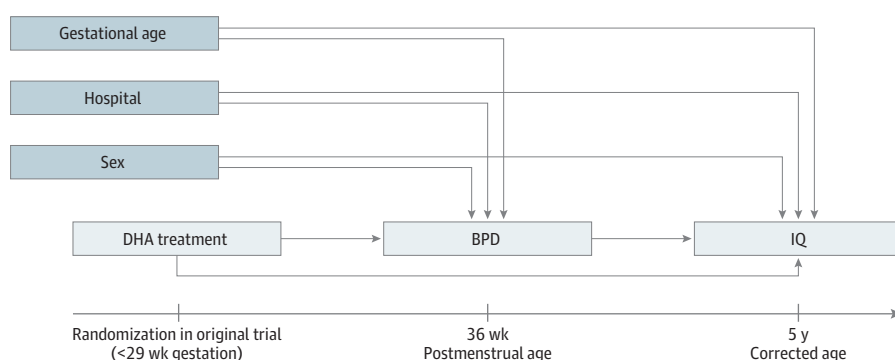 Gestational age
Hospital
Sex
DHA treatment
BPD
IQ
Randomization in original trial
(<29 wk gestation)
36 wk
Postmenstrual age
5 y
Corrected age